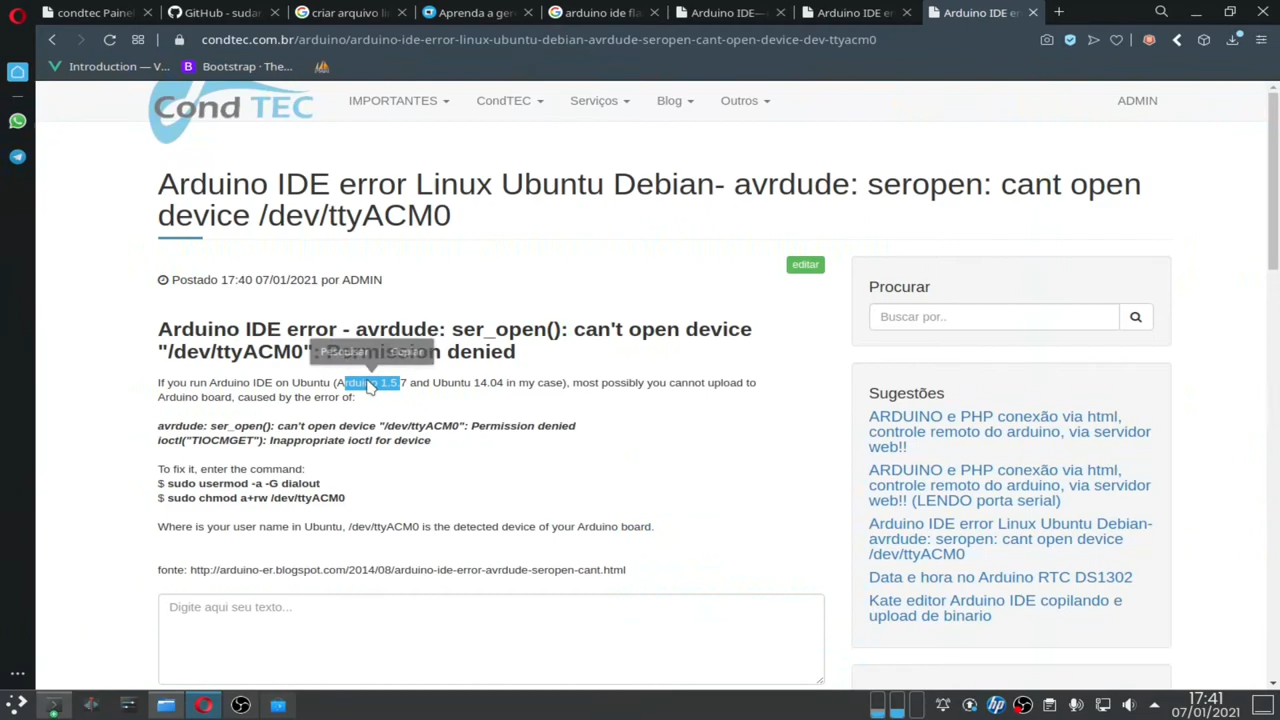 condtec Painel
GitHub - sudar
criar arquivo li
Aprenda a ger
arduino ide fla
Arduino IDE—
Arduino IDE er
Arduino IDE er
condtec.com.br/arduino/arduino-ide-error-linux-ubuntu-debian-avrdude-seropen-cant-open-device-dev-ttyacm0
Introduction — V...
Bootstrap · The...
Cond TEC
IMPORTANTES
CondTEC
Serviços
Blog
Outros
ADMIN
Arduino IDE error Linux Ubuntu Debian- avrdude: seropen: cant open
device /dev/ttyACM0
editar
Postado 17:40 07/01/2021 por ADMIN
Arduino IDE error - avrdude: ser_open(): can't open device
"/dev/ttyACM0": Permission denied
Pesquisar Copiar
If you run Arduino IDE on Ubuntu (Arduino 1.5.7 and Ubuntu 14.04 in my case), most possibly you cannot upload to
Arduino board, caused by the error of:
avrdude: ser_open(): can't open device "/dev/ttyACM0": Permission denied
ioctl("TIOCMGET"): Inappropriate ioctl for device
To fix it, enter the command:
$ sudo usermod -a -G dialout
$ sudo chmod a+rw /dev/ttyACM0
Where is your user name in Ubuntu, /dev/ttyACM0 is the detected device of your Arduino board.
fonte: http://arduino-er.blogspot.com/2014/08/arduino-ide-error-avrdude-seropen-cant.html
Digite aqui seu texto...
Procurar
Buscar por..
Sugestões
ARDUINO e PHP conexão via html,
controle remoto do arduino, via servidor
web!!
ARDUINO e PHP conexão via html,
controle remoto do arduino, via servidor
web!! (LENDO porta serial)
Arduino IDE error Linux Ubuntu Debian-
avrdude: seropen: cant open device
/dev/ttyACM0
Data e hora no Arduino RTC DS1302
Kate editor Arduino IDE copilando e
upload de binario
17:41
07/01/2021